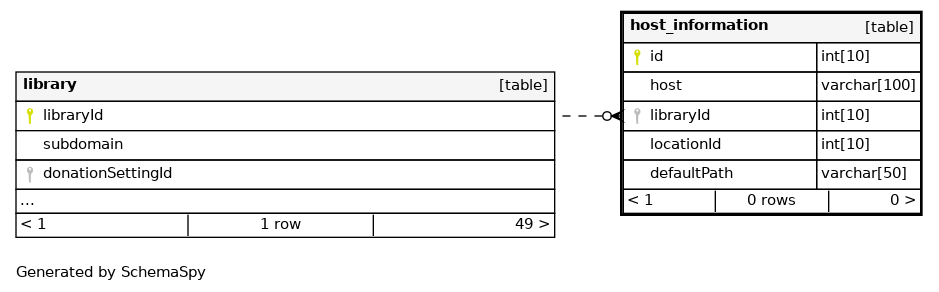 host_information [table]
id int[10]
host varchar[100]
libraryId int[10]
locationId int[10]
defaultPath varchar[50]
< 1 0 rows 0 >
library [table]
libraryId
subdomain
donationSettingId
...
< 1 1 row 49 >
Generated by SchemaSpy